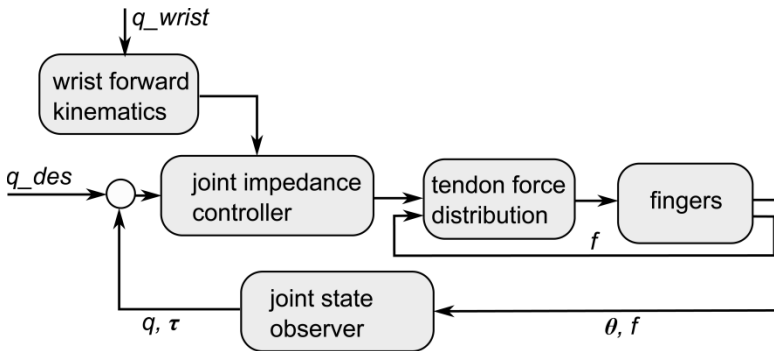 q_wrist
wrist forward
kinematics
q_des
joint impedance
controller
tendon force
distribution
fingers
f
joint state
observer
q, τ
θ, f